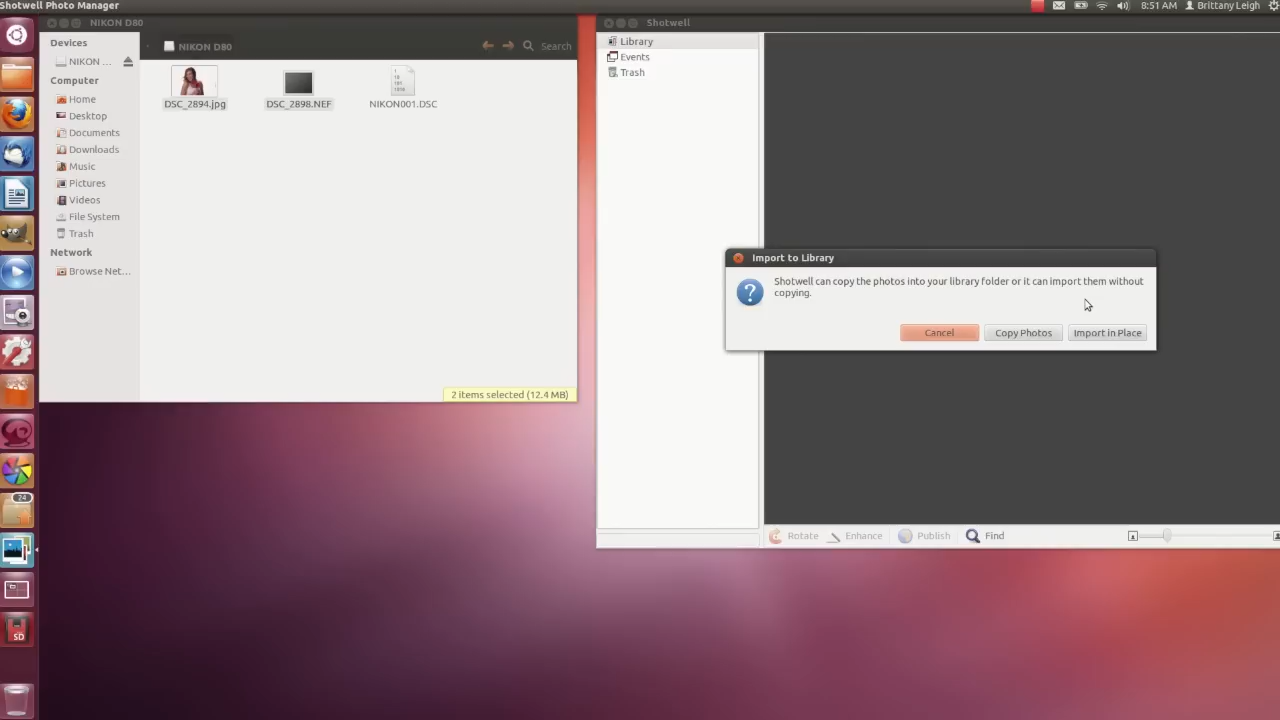 Shotwell Photo Manager
8:51 AM
Brittany Leigh
NIKON D80
Devices
NIKON ...
Computer
Home
Desktop
Documents
Downloads
Music
Pictures
Videos
File System
Trash
Network
Browse Net...
NIKON D80
Search
DSC_2894.jpg
DSC_2898.NEF
NIKON001.DSC
2 items selected (12.4 MB)
Shotwell
Library
Events
Trash
Import to Library
Shotwell can copy the photos into your library folder or it can import them without
copying.
Cancel
Copy Photos
Import in Place
Rotate
Enhance
Publish
Find
24
SD